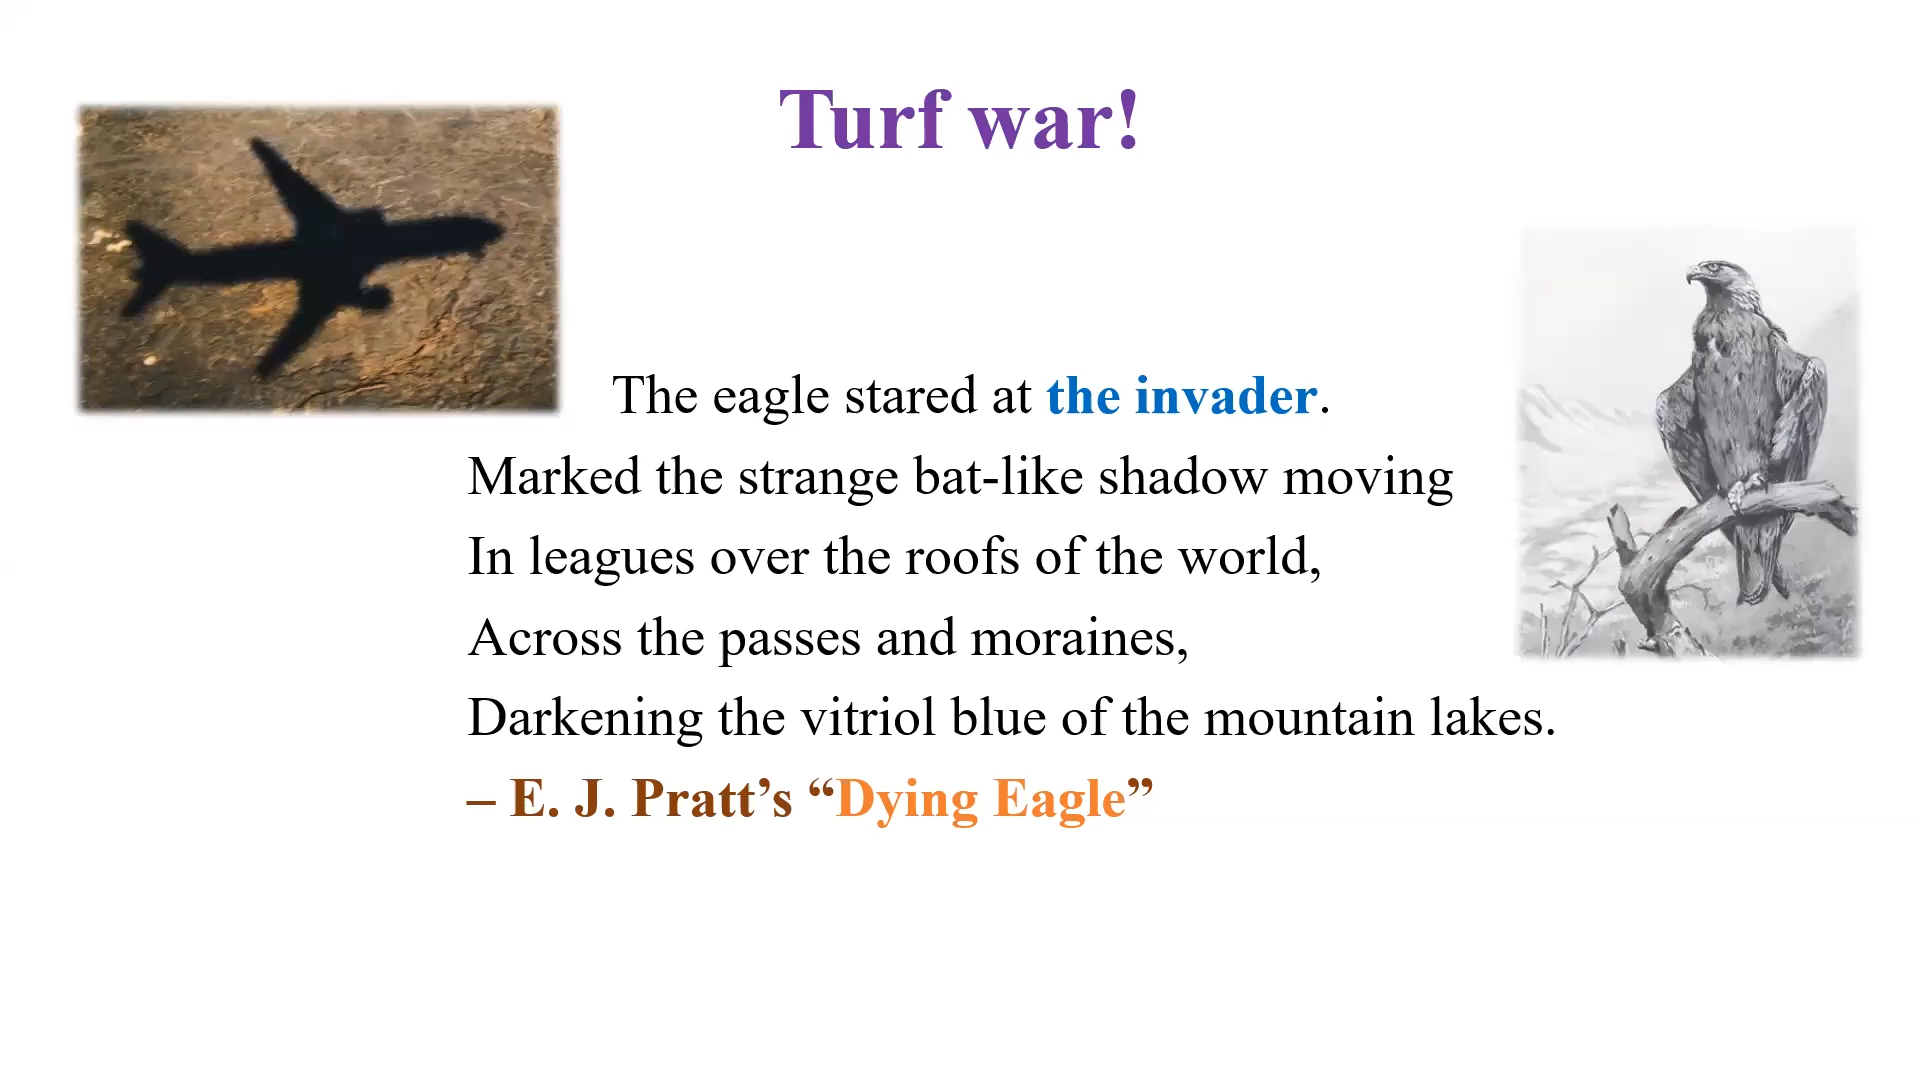 Turf war!
The eagle stared at the invader.
Marked the strange bat-like shadow moving
In leagues over the roofs of the world,
Across the passes and moraines,
Darkening the vitriol blue of the mountain lakes.
– E. J. Pratt’s “Dying Eagle”